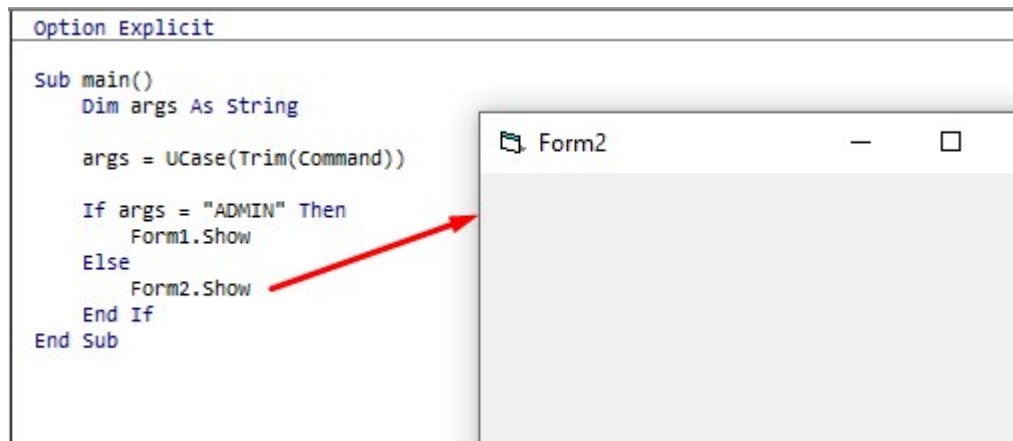 Option Explicit
Sub main()
    Dim args As String
    args = UCase(Trim(Command))
    If args = "ADMIN" Then
        Form1.Show
    Else
        Form2.Show
    End If
End Sub
Form2